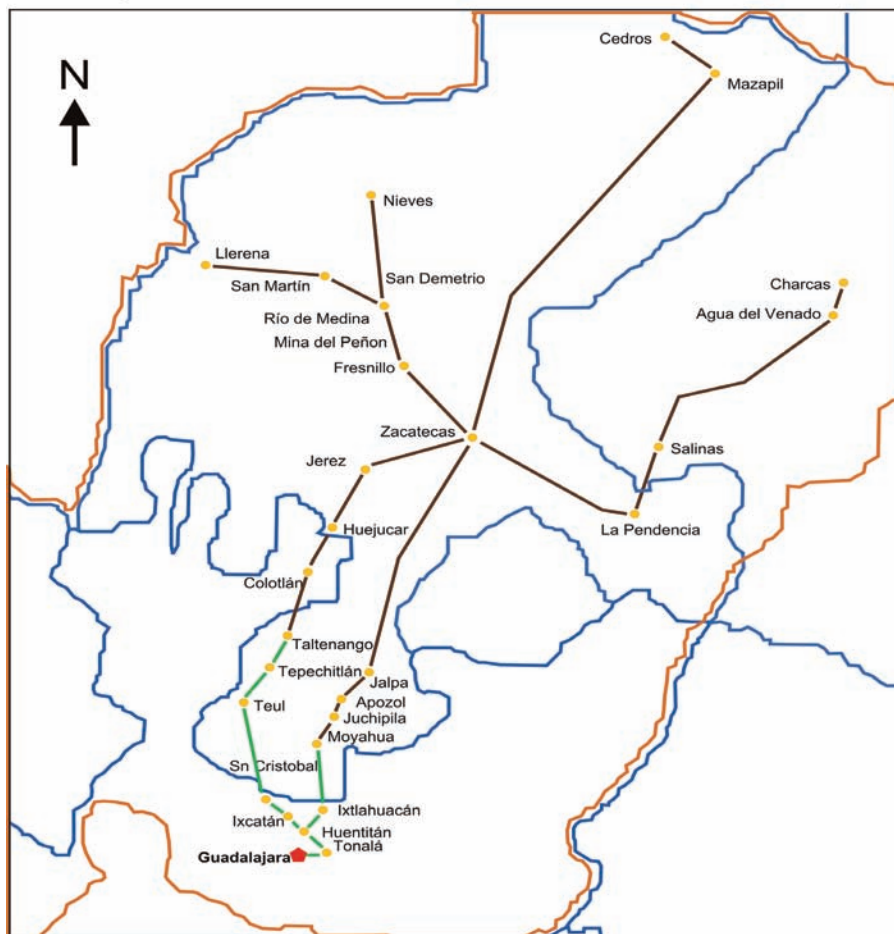 Cedros
N
Mazapil
Nieves
Llerena
San Demetrio
San Martín
Charcas
Río de Medina
Agua del Venado
Mina del Peñon
Fresnillo
Zacatecas
Salinas
Jerez
La Pendencia
Huejucar
Colotlán
Taltenango
Tepechitlán
Jalpa
Teul
Apozol
Juchipila
Moyahua
Sn Cristobal
Ixtlahuacán
Ixcatán
Huentitán
Tonalá
Guadalajara